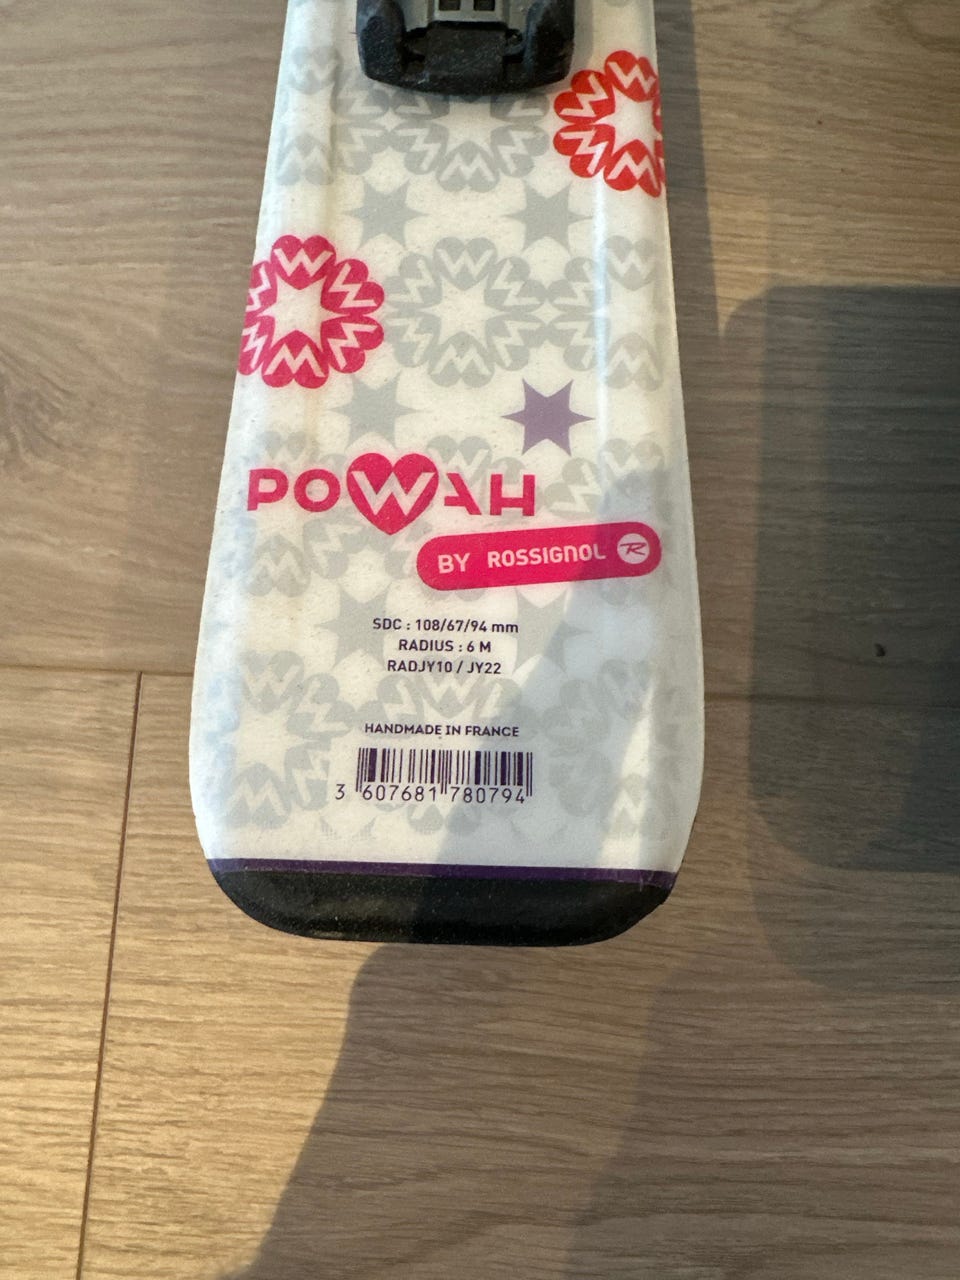 POWAH
BY ROSSIGNOL R
SDC : 108/67/94 mm
RADIUS : 6 M
RADJY10 / JY22
HANDMADE IN FRANCE
3 607681 780794